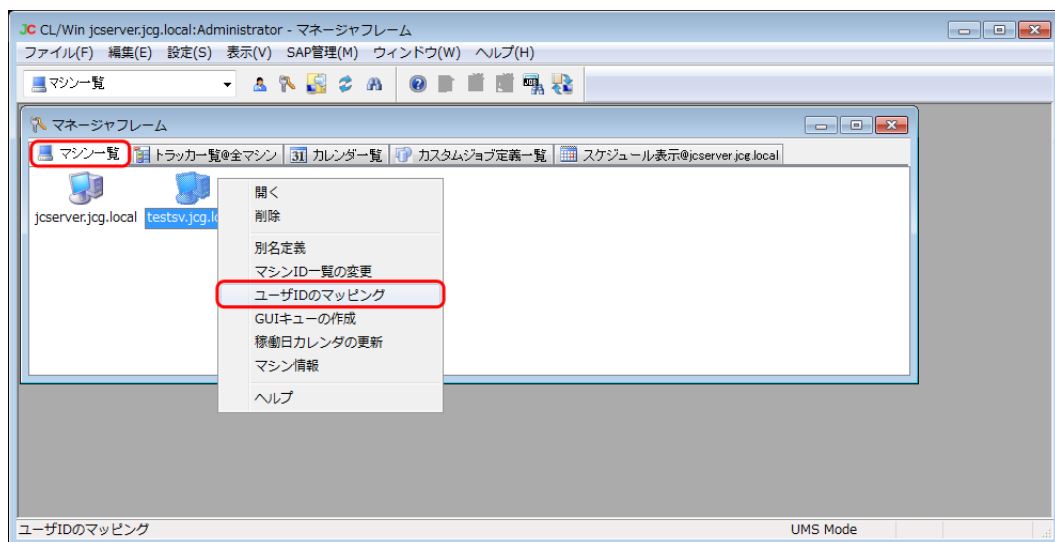 JC CL/Win jcserver.jcg.local:Administrator - マネージャフレーム
ファイル(F) 編集(E) 設定(S) 表示(V) SAP管理(M) ウィンドウ(W) ヘルプ(H)
マシン一覧
マネージャフレーム
マシン一覧 トラッカ一覧@全マシン 31 カレンダー覧 カスタムジョブ定義一覧 スケジュール表示@jcserver.jcg.local
jcserver.jcg.local testsv.jcg.lo
開く
削除
別名定義
マシンID一覧の変更
ユーザIDのマッピング
GUIキューの作成
稼働日カレンダの更新
マシン情報
ヘルプ
ユーザIDのマッピング UMS Mode